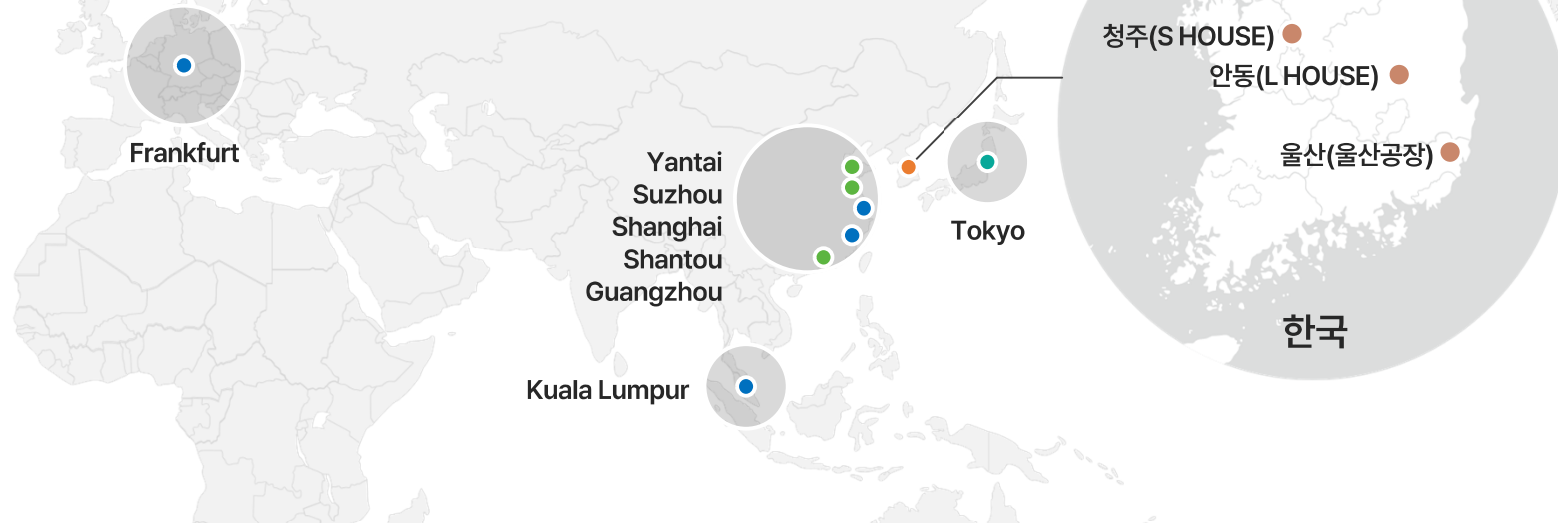 Frankfurt
Yantai
Suzhou
Shanghai
Shantou
Guangzhou
Kuala Lumpur
Tokyo
청주(S HOUSE)
안동(L HOUSE)
울산(울산공장)
한국